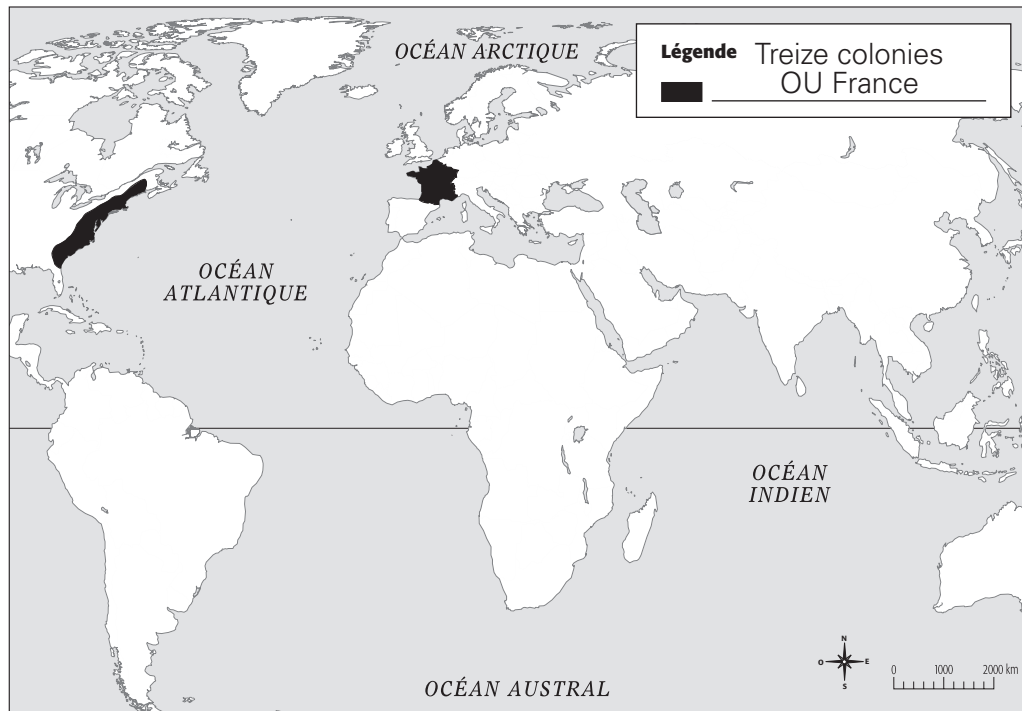 OCÉAN ARCTIQUE
Légende Treize colonies
OU France
OCÉAN
ATLANTIQUE
OCÉAN
INDIEN
N
O E
S
0 1000 2000 km
OCÉAN AUSTRAL